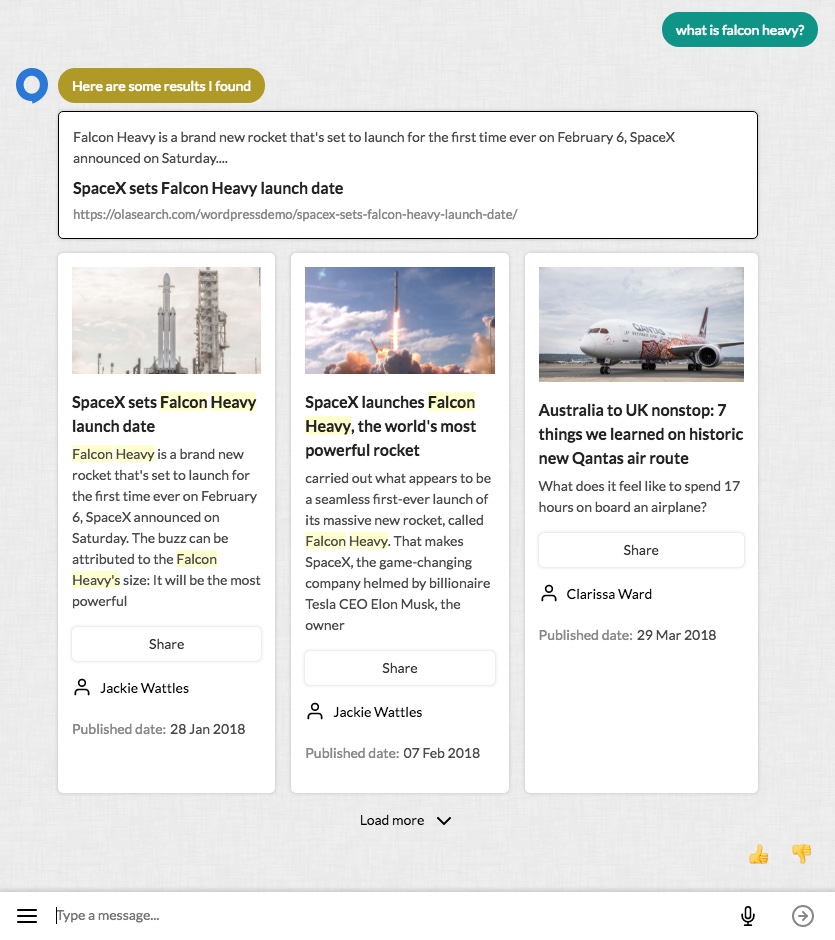 what is falcon heavy?
Here are some results I found
Falcon Heavy is a brand new rocket that's set to launch for the first time ever on February 6, SpaceX
announced on Saturday....
SpaceX sets Falcon Heavy launch date
https://olasearch.com/wordpressdemo/spacex-sets-falcon-heavy-launch-date/
SpaceX sets Falcon Heavy
launch date
Falcon Heavy is a brand new
rocket that's set to launch for
the first time ever on February
6, SpaceX announced on
Saturday. The buzz can be
attributed to the Falcon
Heavy's size: It will be the most
powerful
Share
Jackie Wattles
Published date: 28 Jan 2018
SpaceX launches Falcon
Heavy, the world's most
powerful rocket
carried out what appears to be
a seamless first-ever launch of
its massive new rocket, called
Falcon Heavy. That makes
SpaceX, the game-changing
company helmed by billionaire
Tesla CEO Elon Musk, the
owner
Share
Jackie Wattles
Published date: 07 Feb 2018
QANTAS
Australia to UK nonstop: 7
things we learned on historic
new Qantas air route
What does it feel like to spend 17
hours on board an airplane?
Share
Clarissa Ward
Published date: 29 Mar 2018
Load more
Type a message...